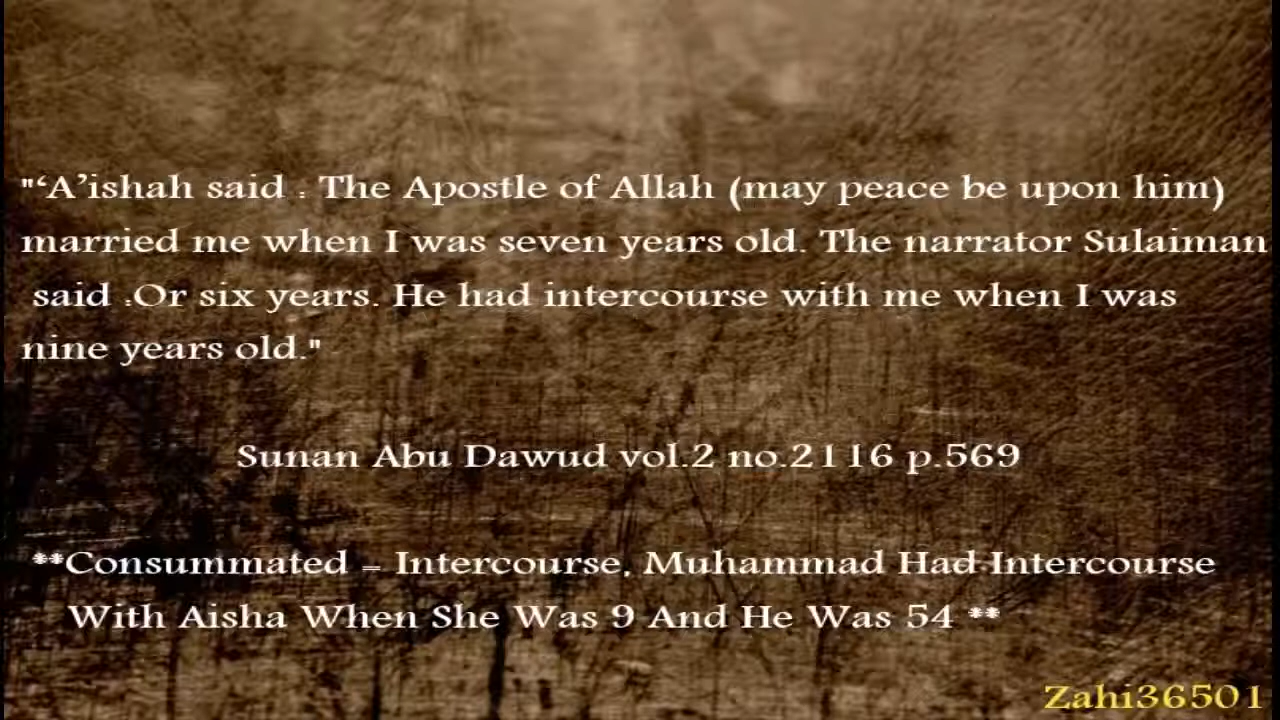 "‘A’ishah said : The Apostle of Allah (may peace be upon him)
married me when I was seven years old. The narrator Sulaiman
said :Or six years. He had intercourse with me when I was
nine years old."
Sunan Abu Dawud vol.2 no.2116 p.569
**Consummated = Intercourse, Muhammad Had Intercourse
With Aisha When She Was 9 And He Was 54 **
Zahi36501